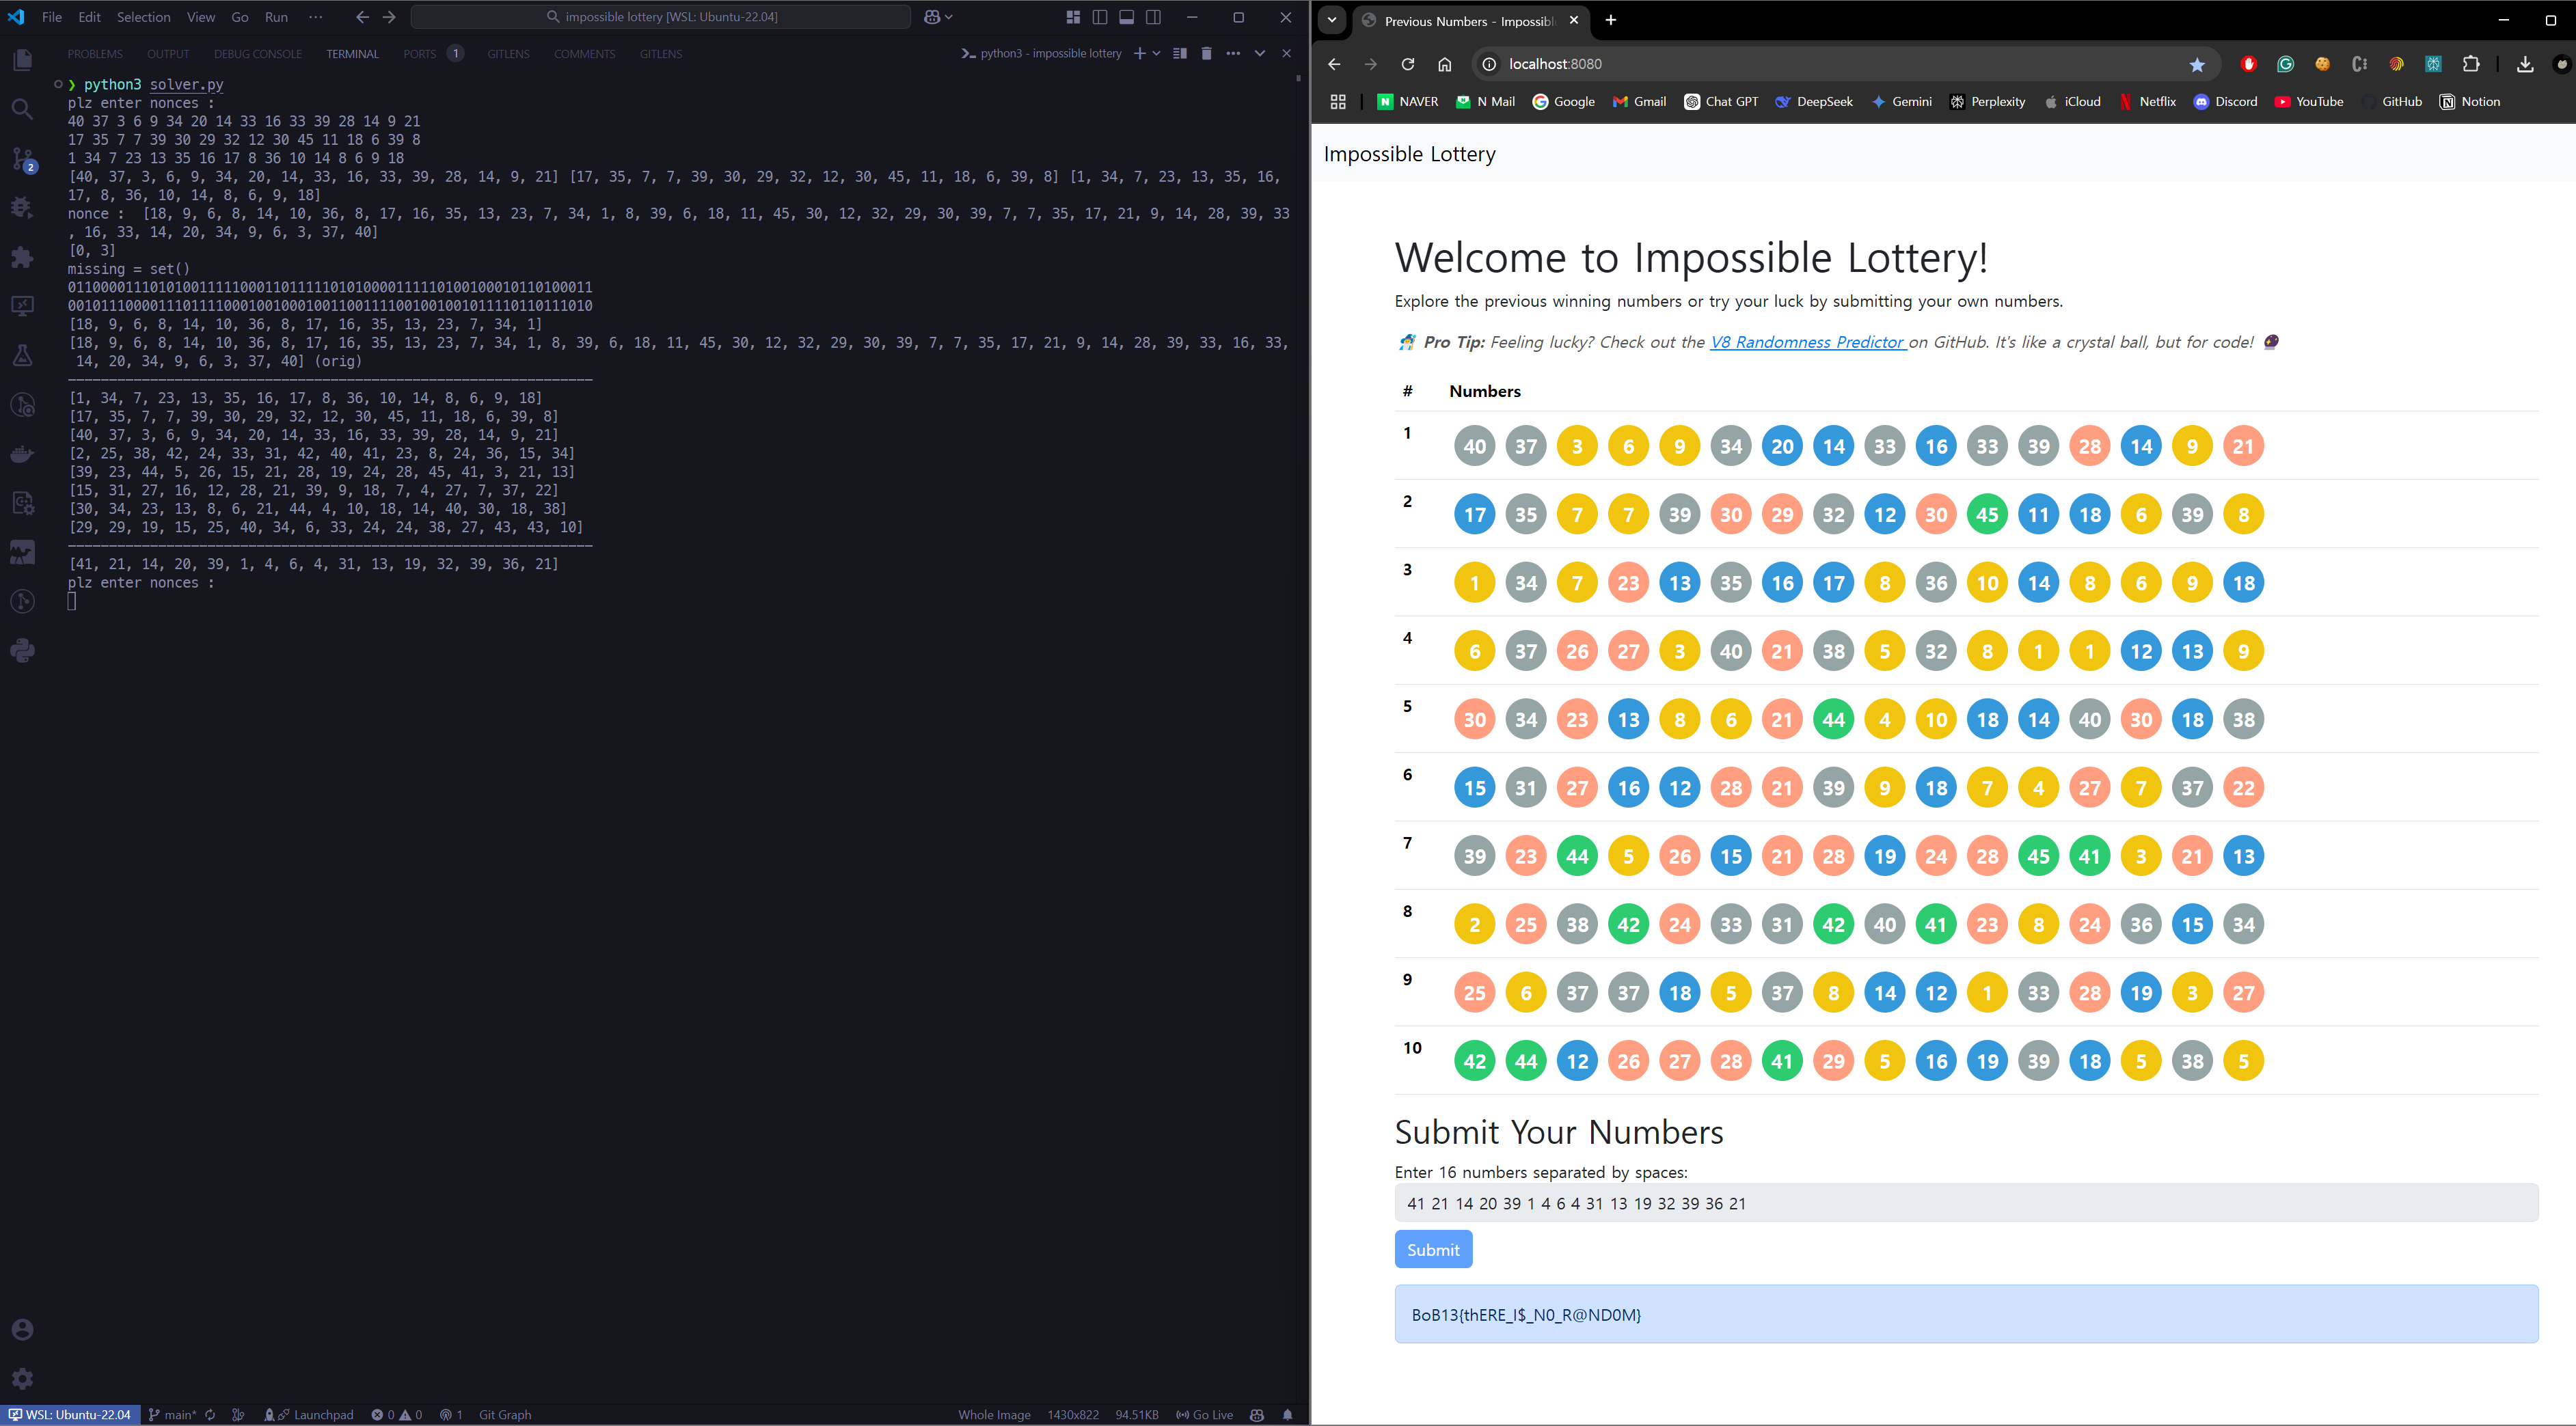 File Edit Selection View Go Run ···
impossible lottery [WSL: Ubuntu-22.04]
PROBLEMS OUTPUT DEBUG CONSOLE TERMINAL PORTS 1 GITLENS COMMENTS GITLENS
python3 - impossible lottery
2
❯ python3 solver.py
plz enter nonces :
40 37 3 6 9 34 20 14 33 16 33 39 28 14 9 21
17 35 7 7 39 30 29 32 12 30 45 11 18 6 39 8
1 34 7 23 13 35 16 17 8 36 10 14 8 6 9 18
[40, 37, 3, 6, 9, 34, 20, 14, 33, 16, 33, 39, 28, 14, 9, 21] [17, 35, 7, 7, 39, 30, 29, 32, 12, 30, 45, 11, 18, 6, 39, 8] [1, 34, 7, 23, 13, 35, 16,
17, 8, 36, 10, 14, 8, 6, 9, 18]
nonce :  [18, 9, 6, 8, 14, 10, 36, 8, 17, 16, 35, 13, 23, 7, 34, 1, 8, 39, 6, 18, 11, 45, 30, 12, 32, 29, 30, 39, 7, 7, 35, 17, 21, 9, 14, 28, 39, 33
, 16, 33, 14, 20, 34, 9, 6, 3, 37, 40]
[0, 3]
missing = set()
[18, 9, 6, 8, 14, 10, 36, 8, 17, 16, 35, 13, 23, 7, 34, 1]
[18, 9, 6, 8, 14, 10, 36, 8, 17, 16, 35, 13, 23, 7, 34, 1, 8, 39, 6, 18, 11, 45, 30, 12, 32, 29, 30, 39, 7, 7, 35, 17, 21, 9, 14, 28, 39, 33, 16, 33,
14, 20, 34, 9, 6, 3, 37, 40] (orig)
[1, 34, 7, 23, 13, 35, 16, 17, 8, 36, 10, 14, 8, 6, 9, 18]
[17, 35, 7, 7, 39, 30, 29, 32, 12, 30, 45, 11, 18, 6, 39, 8]
[40, 37, 3, 6, 9, 34, 20, 14, 33, 16, 33, 39, 28, 14, 9, 21]
[2, 25, 38, 42, 24, 33, 31, 42, 40, 41, 23, 8, 24, 36, 15, 34]
[39, 23, 44, 5, 26, 15, 21, 28, 19, 24, 28, 45, 41, 3, 21, 13]
[15, 31, 27, 16, 12, 28, 21, 39, 9, 18, 7, 4, 27, 7, 37, 22]
[30, 34, 23, 13, 8, 6, 21, 44, 4, 10, 18, 14, 40, 30, 18, 38]
[29, 29, 19, 15, 25, 40, 34, 6, 33, 24, 24, 38, 27, 43, 43, 10]
[41, 21, 14, 20, 39, 1, 4, 6, 4, 31, 13, 19, 32, 39, 36, 21]
plz enter nonces :
WSL: Ubuntu-22.04 main* Launchpad 0 0 1 Git Graph Whole Image 1430x822 94.51KB Go Live
Previous Numbers - Impossibl
localhost:8080
NAVER N Mail Google Gmail Chat GPT DeepSeek Gemini Perplexity iCloud Netflix Discord YouTube GitHub Notion
Impossible Lottery
Welcome to Impossible Lottery!
Explore the previous winning numbers or try your luck by submitting your own numbers.
Pro Tip: Feeling lucky? Check out the V8 Randomness Predictor on GitHub. It's like a crystal ball, but for code!
# Numbers
1 40 37 3 6 9 34 20 14 33 16 33 39 28 14 9 21
2 17 35 7 7 39 30 29 32 12 30 45 11 18 6 39 8
3 1 34 7 23 13 35 16 17 8 36 10 14 8 6 9 18
4 6 37 26 27 3 40 21 38 5 32 8 1 1 12 13 9
5 30 34 23 13 8 6 21 44 4 10 18 14 40 30 18 38
6 15 31 27 16 12 28 21 39 9 18 7 4 27 7 37 22
7 39 23 44 5 26 15 21 28 19 24 28 45 41 3 21 13
8 2 25 38 42 24 33 31 42 40 41 23 8 24 36 15 34
9 25 6 37 37 18 5 37 8 14 12 1 33 28 19 3 27
10 42 44 12 26 27 28 41 29 5 16 19 39 18 5 38 5
Submit Your Numbers
Enter 16 numbers separated by spaces:
41 21 14 20 39 1 4 6 4 31 13 19 32 39 36 21
Submit
BoB13{thERE_I$_N0_R@ND0M}